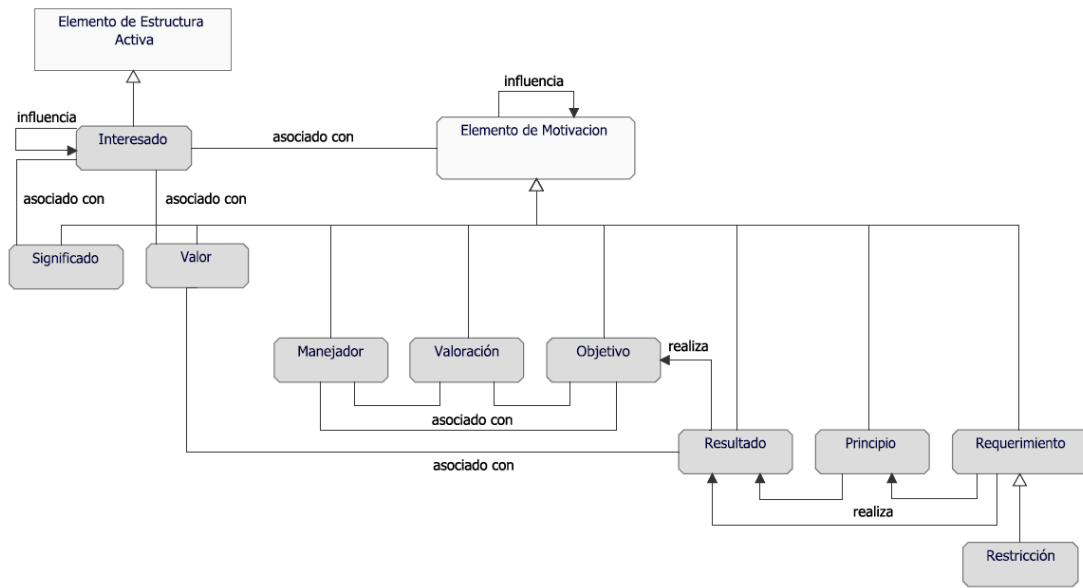 Elemento de Estructura
Activa
influencia
influencia
Interesado
asociado con
Elemento de Motivacion
asociado con
asociado con
Significado
Valor
Manejador
Valoración
Objetivo
realiza
asociado con
Resultado
Principio
Requerimiento
asociado con
realiza
Restricción